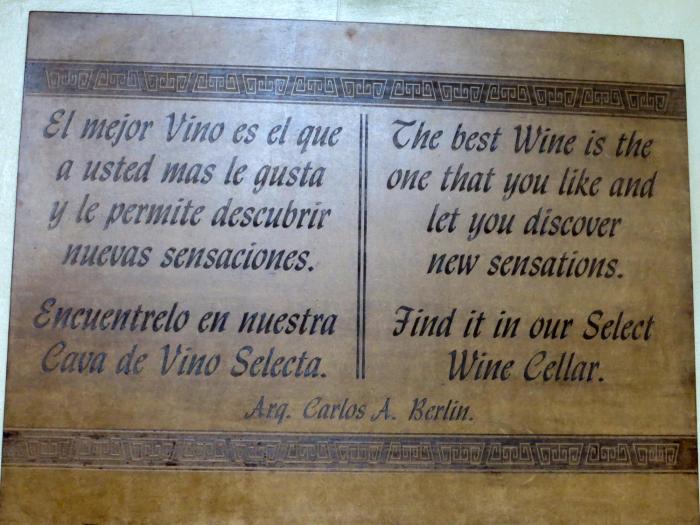 El mejor Vino es el que
a usted mas le gusta
y le permite descubrir
nuevas sensaciones.
Encuentrelo en nuestra
Cava de Vino Selecta.
The best Wine is the
one that you like and
let you discover
new sensations.
Find it in our Select
Wine Cellar.
Arq. Carlos A. Berlin.